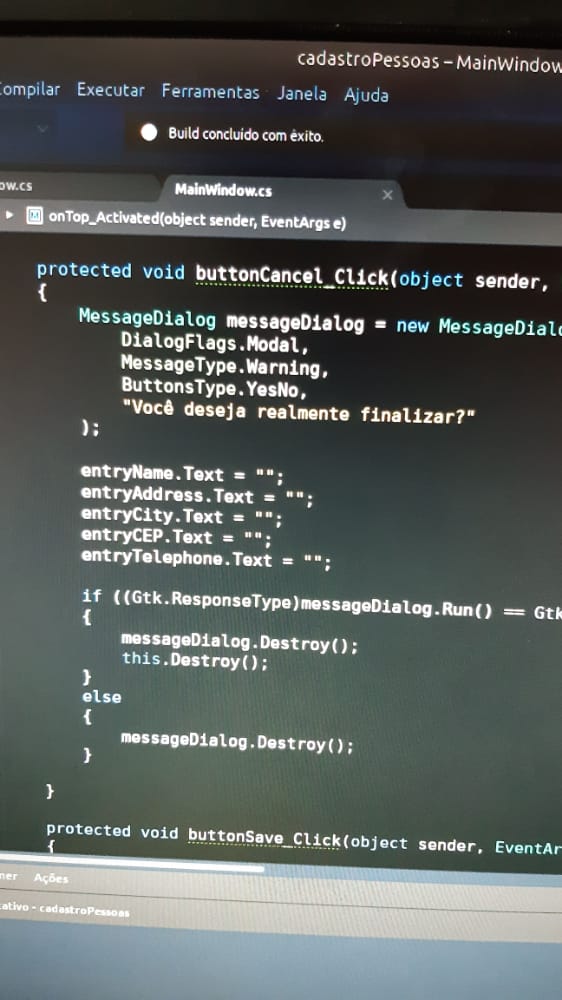 cadastroPessoas – MainWindow
Compilar Executar Ferramentas Janela Ajuda
Build concluído com êxito.
ow.cs MainWindow.cs
onTop_Activated(object sender, EventArgs e)
protected void buttonCancel_Click(object sender,
{
MessageDialog messageDialog = new MessageDialo
DialogFlags.Modal,
MessageType.Warning,
ButtonsType.YesNo,
"Você deseja realmente finalizar?"
);
entryName.Text = "";
entryAddress.Text = "";
entryCity.Text = "";
entryCEP.Text = "";
entryTelephone.Text = "";
if ((Gtk.ResponseType)messageDialog.Run() == Gtk
{
messageDialog.Destroy();
this.Destroy();
}
else
{
messageDialog.Destroy();
}
}
protected void buttonSave_Click(object sender, EventAr
{
ner Ações
ativo - cadastroPessoas